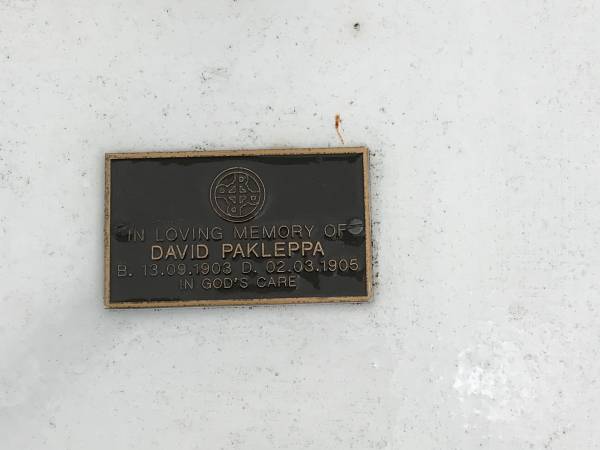 IN LOVING MEMORY OF
DAVID PAKLEPPA
B. 13.09.1903 D. 02.03.1905
IN GOD'S CARE